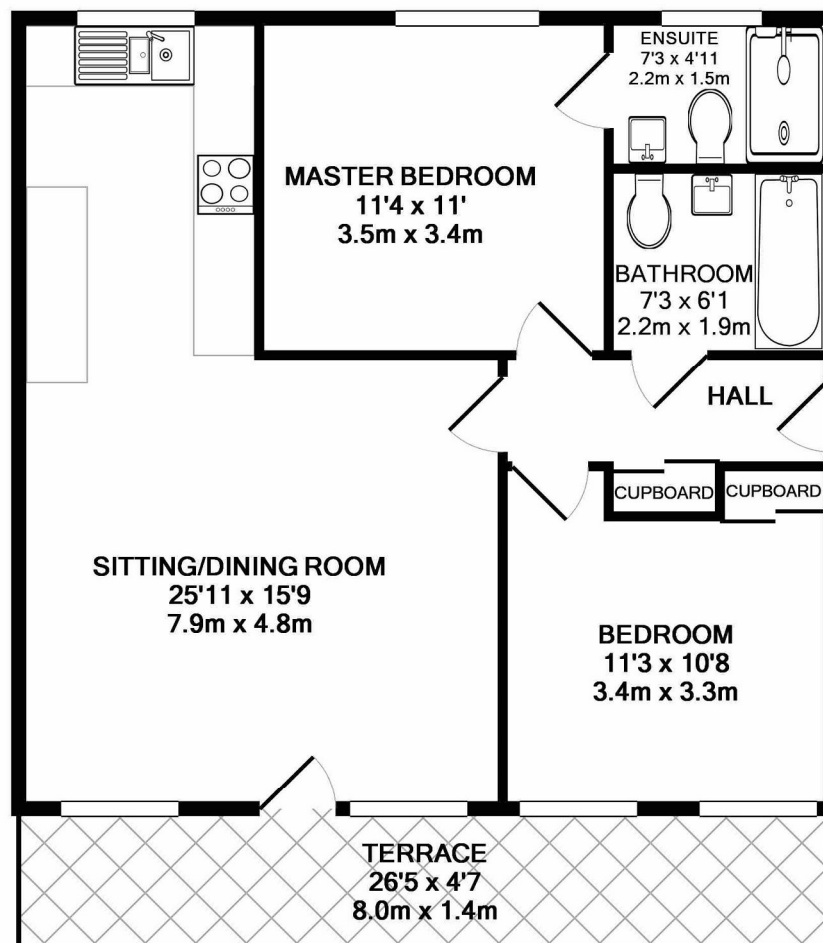 ENSUITE
7'3 x 4'11
2.2m x 1.5m
MASTER BEDROOM
11'4 x 11'
3.5m x 3.4m
BATHROOM
7'3 x 6'1
2.2m x 1.9m
HALL
CUPBOARD
CUPBOARD
SITTING/DINING ROOM
25'11 x 15'9
7.9m x 4.8m
BEDROOM
11'3 x 10'8
3.4m x 3.3m
TERRACE
26'5 x 4'7
8.0m x 1.4m